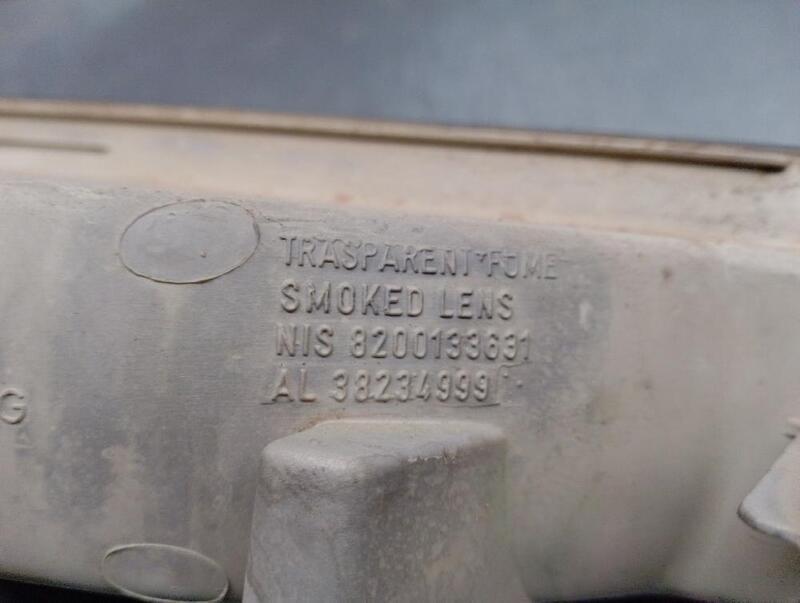 TRASPARENT FUME
SMOKED LENS
NIS 8200133631
AL 38234999
G